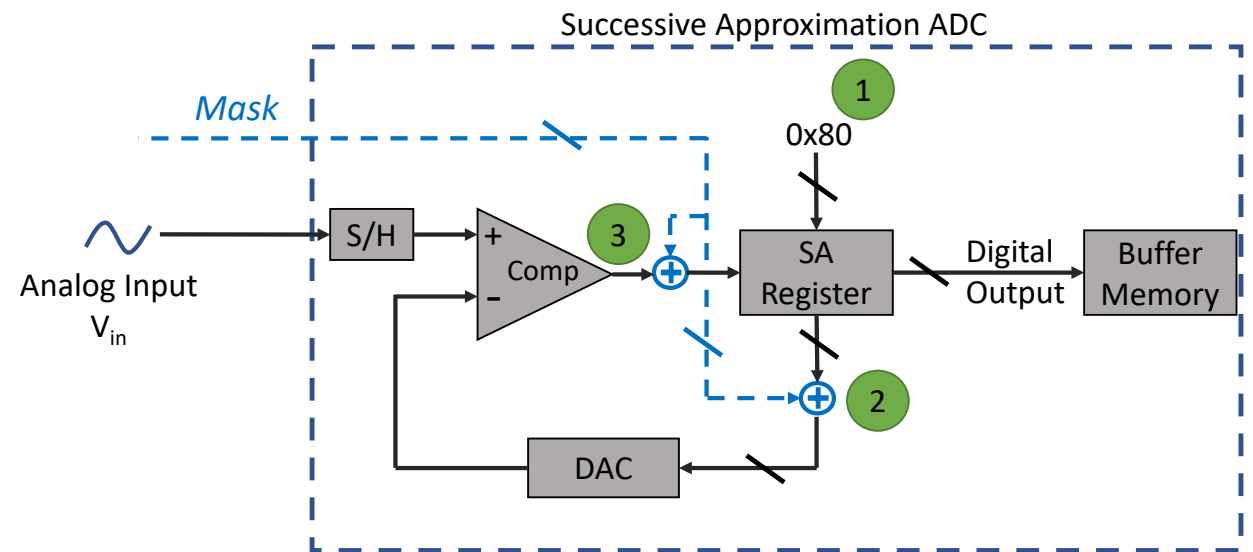 Successive Approximation ADC
1
Mask
0x80
3
S/H
+
Comp
-
SA
Register
Digital
Output
Buffer
Memory
Analog Input
Vin
+
+
2
DAC